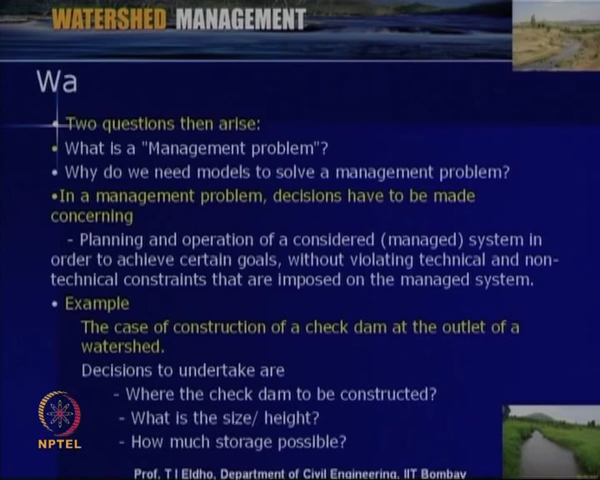 WATERSHED MANAGEMENT
Wa
• Two questions then arise:
• What is a "Management problem"?
• Why do we need models to solve a management problem?
•In a management problem, decisions have to be made
concerning
- Planning and operation of a considered (managed) system in
order to achieve certain goals, without violating technical and non-
technical constraints that are imposed on the managed system.
• Example
The case of construction of a check dam at the outlet of a
watershed.
Decisions to undertake are
- Where the check dam to be constructed?
- What is the size/ height?
- How much storage possible?
NPTEL
Prof. T I Eldho, Department of Civil Engineering, IIT Bombay